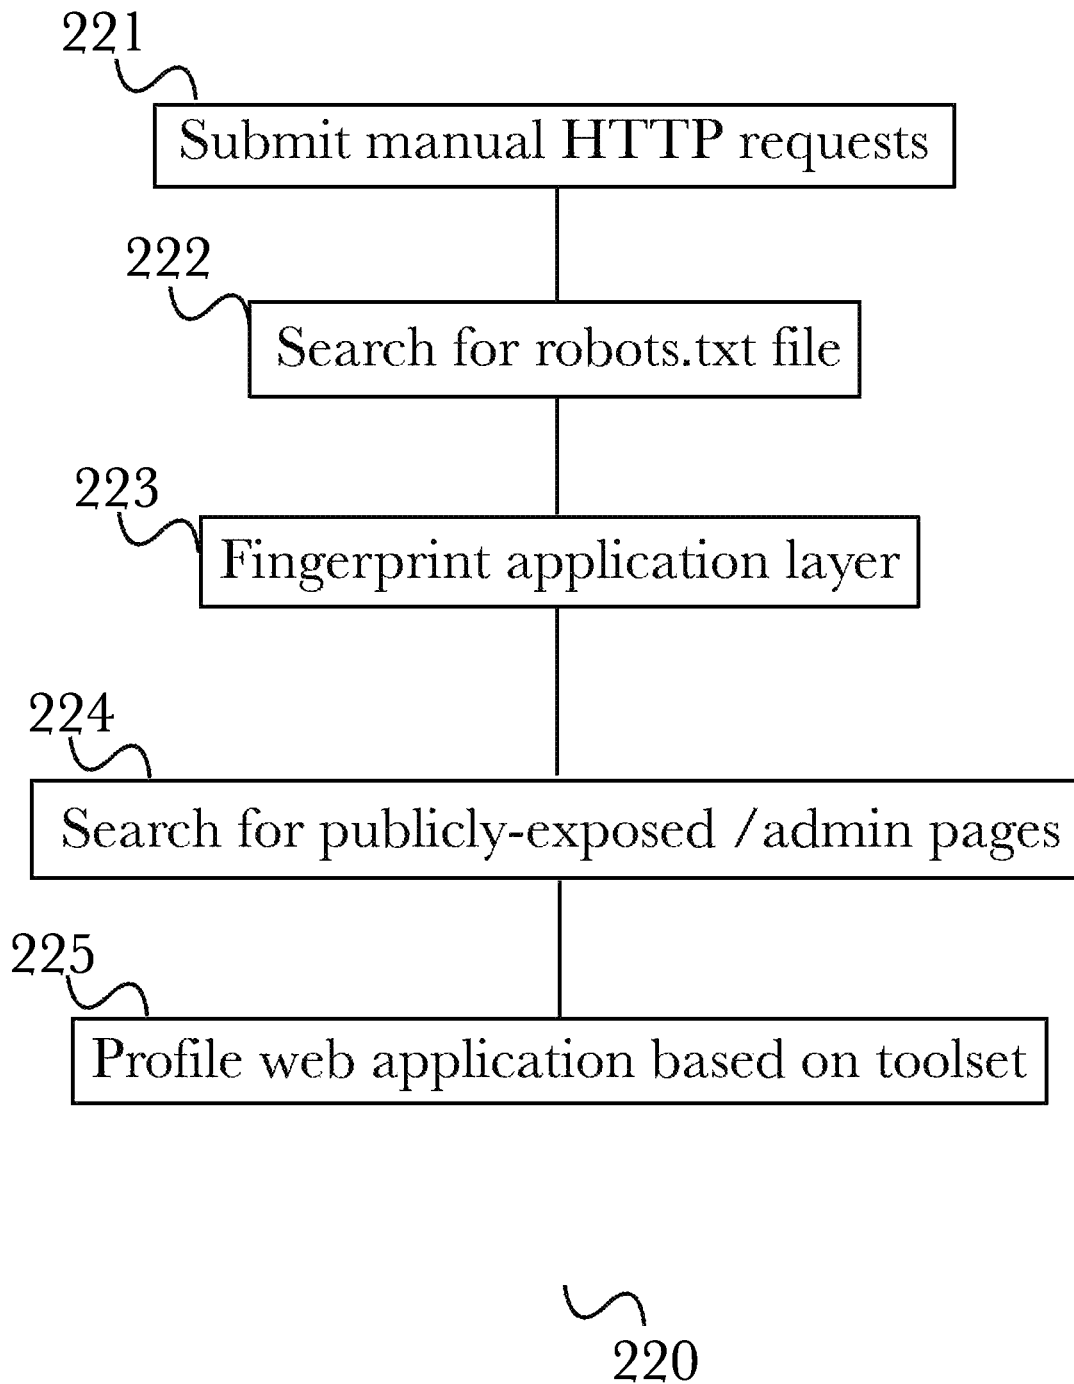 221
Submit manual HTTP requests
222
Search for robots.txt file
223
Fingerprint application layer
224
Search for publicly-exposed /admin pages
225
Profile web application based on toolset
220